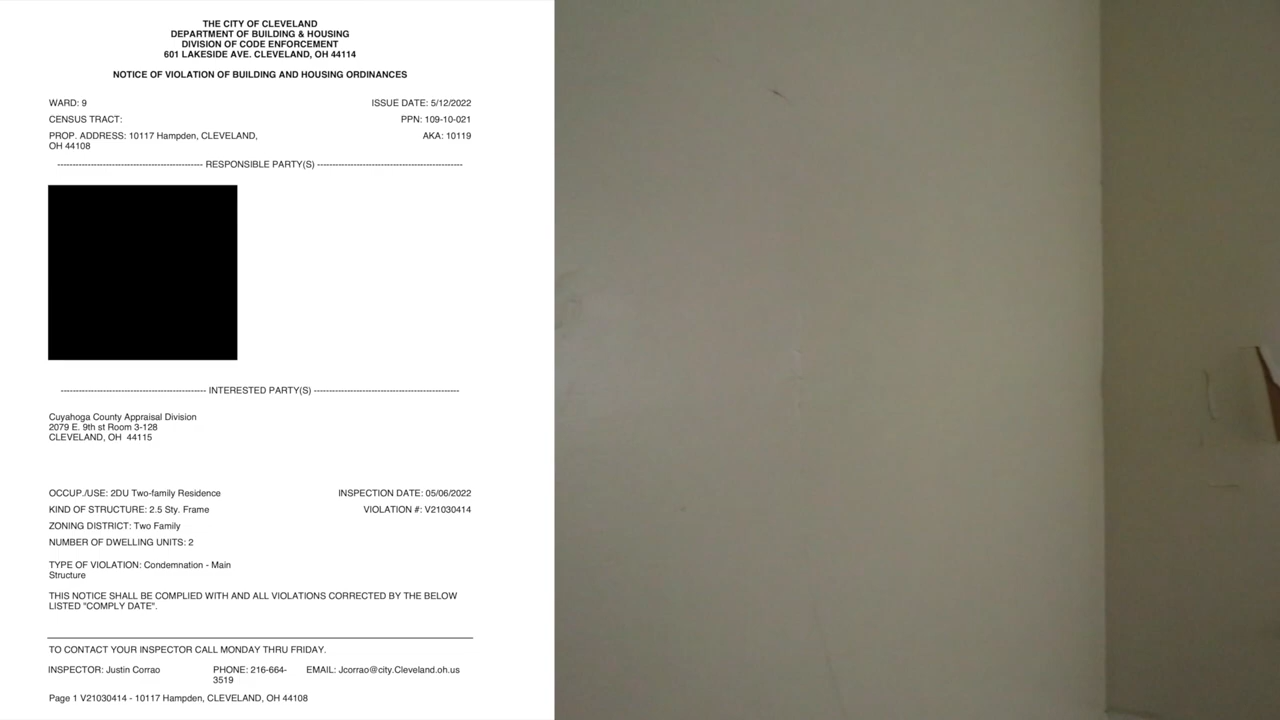 THE CITY OF CLEVELAND
DEPARTMENT OF BUILDING & HOUSING
DIVISION OF CODE ENFORCEMENT
601 LAKESIDE AVE. CLEVELAND, OH 44114
NOTICE OF VIOLATION OF BUILDING AND HOUSING ORDINANCES
WARD: 9 ISSUE DATE: 5/12/2022
CENSUS TRACT: PPN: 109-10-021
PROP. ADDRESS: 10117 Hampden, CLEVELAND, AKA: 10119
OH 44108
------------------------------------------------ RESPONSIBLE PARTY(S) ------------------------------------------------
------------------------------------------------ INTERESTED PARTY(S) ------------------------------------------------
Cuyahoga County Appraisal Division
2079 E. 9th st Room 3-128
CLEVELAND, OH 44115
OCCUP./USE: 2DU Two-family Residence INSPECTION DATE: 05/06/2022
KIND OF STRUCTURE: 2.5 Sty. Frame VIOLATION #: V21030414
ZONING DISTRICT: Two Family
NUMBER OF DWELLING UNITS: 2
TYPE OF VIOLATION: Condemnation - Main
Structure
THIS NOTICE SHALL BE COMPLIED WITH AND ALL VIOLATIONS CORRECTED BY THE BELOW
LISTED "COMPLY DATE".
TO CONTACT YOUR INSPECTOR CALL MONDAY THRU FRIDAY.
INSPECTOR: Justin Corrao PHONE: 216-664- EMAIL: Jcorrao@city.Cleveland.oh.us
3519
Page 1 V21030414 - 10117 Hampden, CLEVELAND, OH 44108